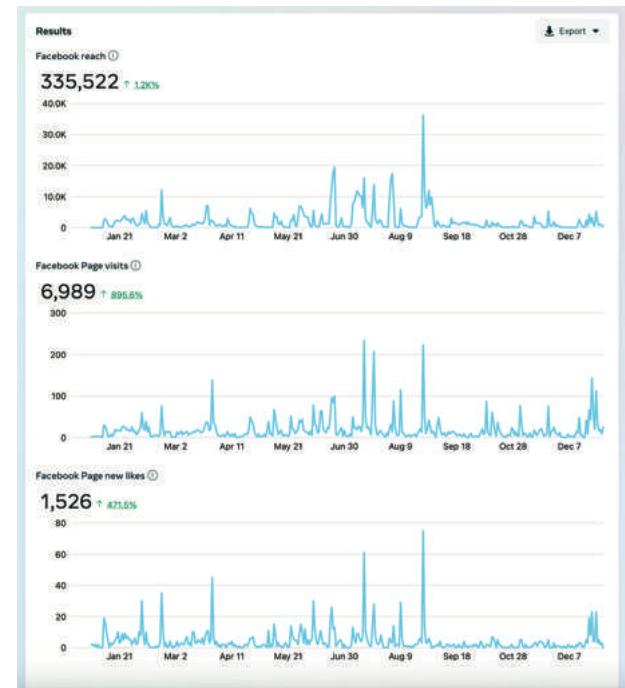 Results
Export
Facebook reach
335,522 ↑ 1.2K%
40.0K
30.0K
20.0K
10.0K
0
Jan 21 Mar 2 Apr 11 May 21 Jun 30 Aug 9 Sep 18 Oct 28 Dec 7
Facebook Page visits
6,989 ↑ 895.6%
300
200
100
0
Jan 21 Mar 2 Apr 11 May 21 Jun 30 Aug 9 Sep 18 Oct 28 Dec 7
Facebook Page new likes
1,526 ↑ 471.5%
80
60
40
20
0
Jan 21 Mar 2 Apr 11 May 21 Jun 30 Aug 9 Sep 18 Oct 28 Dec 7